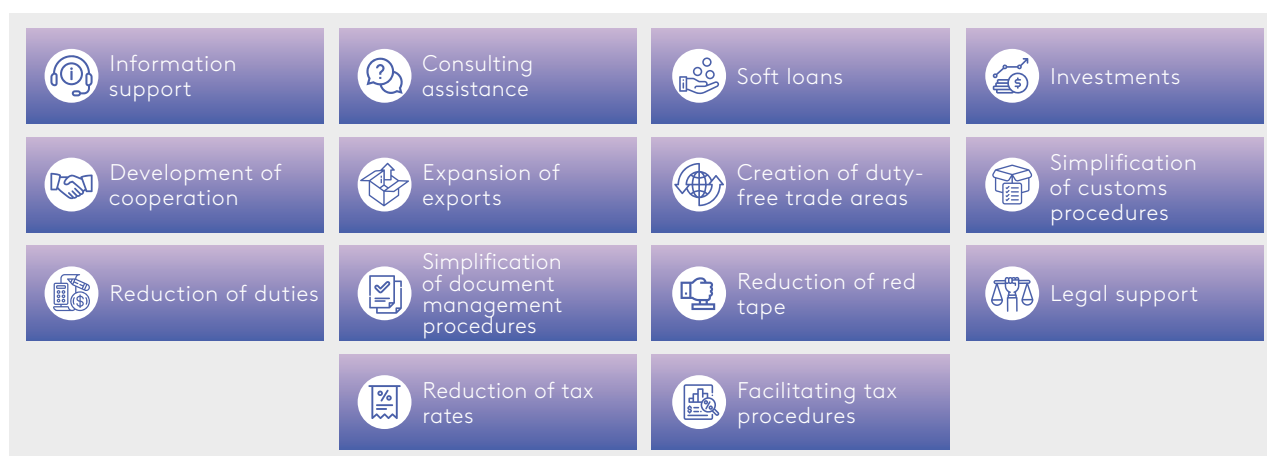 Information
support
Consulting
assistance
Soft loans
Investments
Development of
cooperation
Expansion of
exports
Creation of duty-
free trade areas
Simplification
of customs
procedures
Reduction of duties
Simplification
of document
management
procedures
Reduction of red
tape
Legal support
Reduction of tax
rates
Facilitating tax
procedures